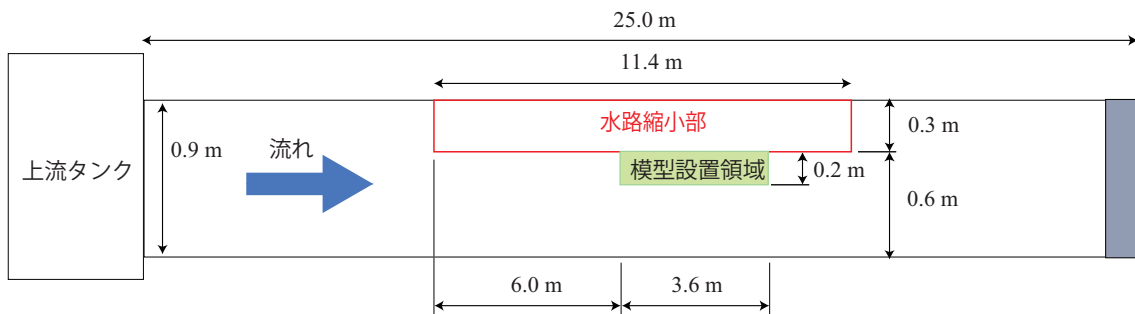 25.0 m
11.4 m
水路縮小部
0.3 m
0.9 m
流れ
上流タンク
模型設置領域
0.2 m
0.6 m
6.0 m
3.6 m